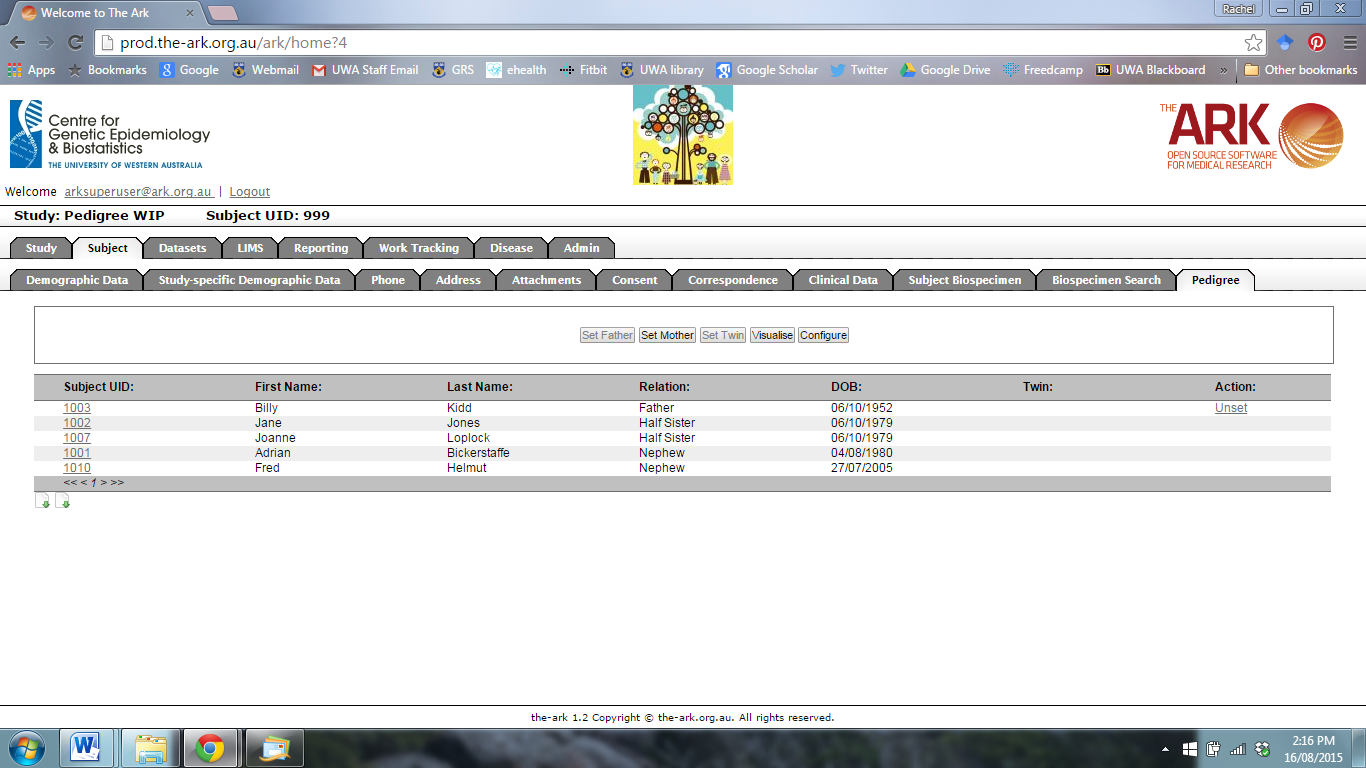 Welcome to The Ark
Rachel
prod.the-ark.org.au/ark/home?4
Apps Bookmarks Google Webmail UWA Staff Email GRS ehealth Fitbit UWA library Google Scholar Twitter Google Drive Freedcamp Bb UWA Blackboard » Other bookmarks
Centre for
Genetic Epidemiology
& Biostatistics
THE UNIVERSITY OF WESTERN AUSTRALIA
THE ARK
OPEN SOURCE SOFTWARE
FOR MEDICAL RESEARCH
Welcome arksuperuser@ark.org.au | Logout
Study: Pedigree WIP Subject UID: 999
Study Subject Datasets LIMS Reporting Work Tracking Disease Admin
Demographic Data Study-specific Demographic Data Phone Address Attachments Consent Correspondence Clinical Data Subject Biospecimen Biospecimen Search Pedigree
Set Father Set Mother Set Twin Visualise Configure
Subject UID: First Name: Last Name: Relation: DOB: Twin: Action:
1003 Billy Kidd Father 06/10/1952 Unset
1002 Jane Jones Half Sister 06/10/1979
1007 Joanne Loplock Half Sister 06/10/1979
1001 Adrian Bickerstaffe Nephew 04/08/1980
1010 Fred Helmut Nephew 27/07/2005
<< < 1 > >>
the-ark 1.2 Copyright © the-ark.org.au. All rights reserved.
2:16 PM
16/08/2015